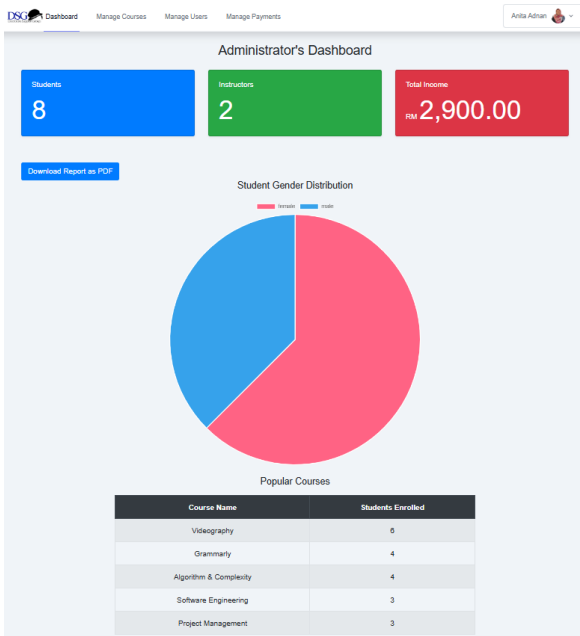 DSG
Dashboard Manage Courses Manage Users Manage Payments Anita Adnan
Administrator's Dashboard
Students
8
Instructors
2
Total Income
RM 2,900.00
Download Report as PDF
Student Gender Distribution
female male
Popular Courses
Course Name Students Enrolled
Videography 6
Grammarly 4
Algorithm & Complexity 4
Software Engineering 3
Project Management 3